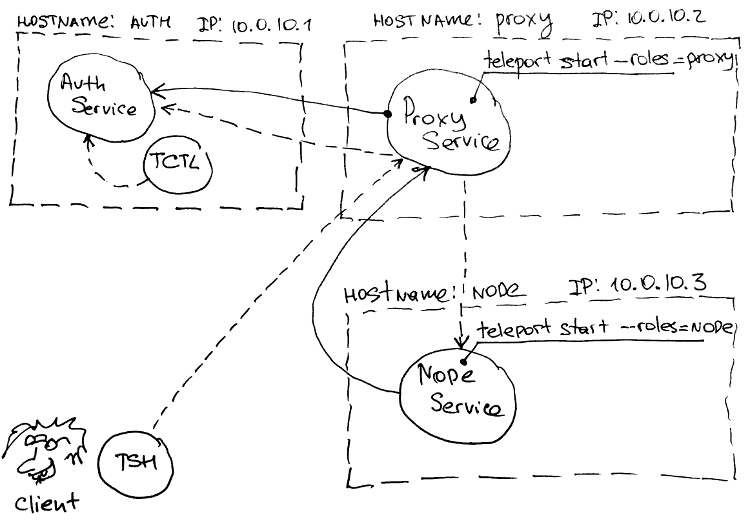 HOSTNAME: AUTH IP: 10.0.10.1
Auth
Service
TCTL
HOSTNAME: proxy IP: 10.0.10.2
teleport start --roles=proxy
Proxy
Service
HOSTNAME: NODE IP: 10.0.10.3
teleport start --roles=NODE
NODE
Service
TSH
client